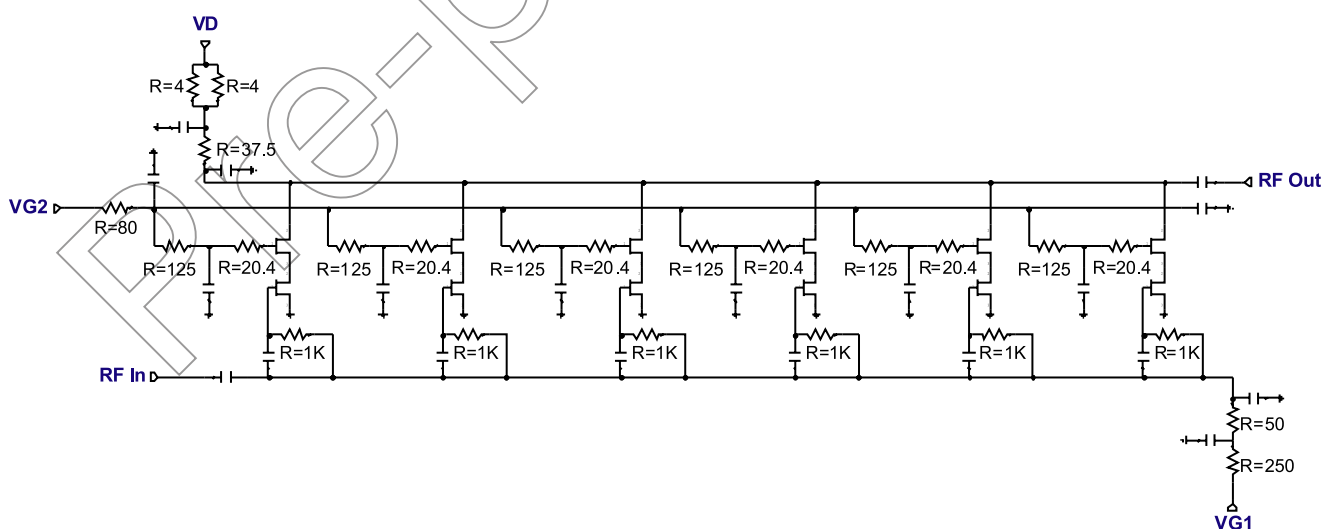 VD
R=4 R=4
R=37.5
RF Out
VG2
R=80
R=125 R=20.4 R=125 R=20.4 R=125 R=20.4 R=125 R=20.4 R=125 R=20.4 R=125 R=20.4
R=1K R=1K R=1K R=1K R=1K R=1K
RF In
R=50
R=250
VG1
Pre-p